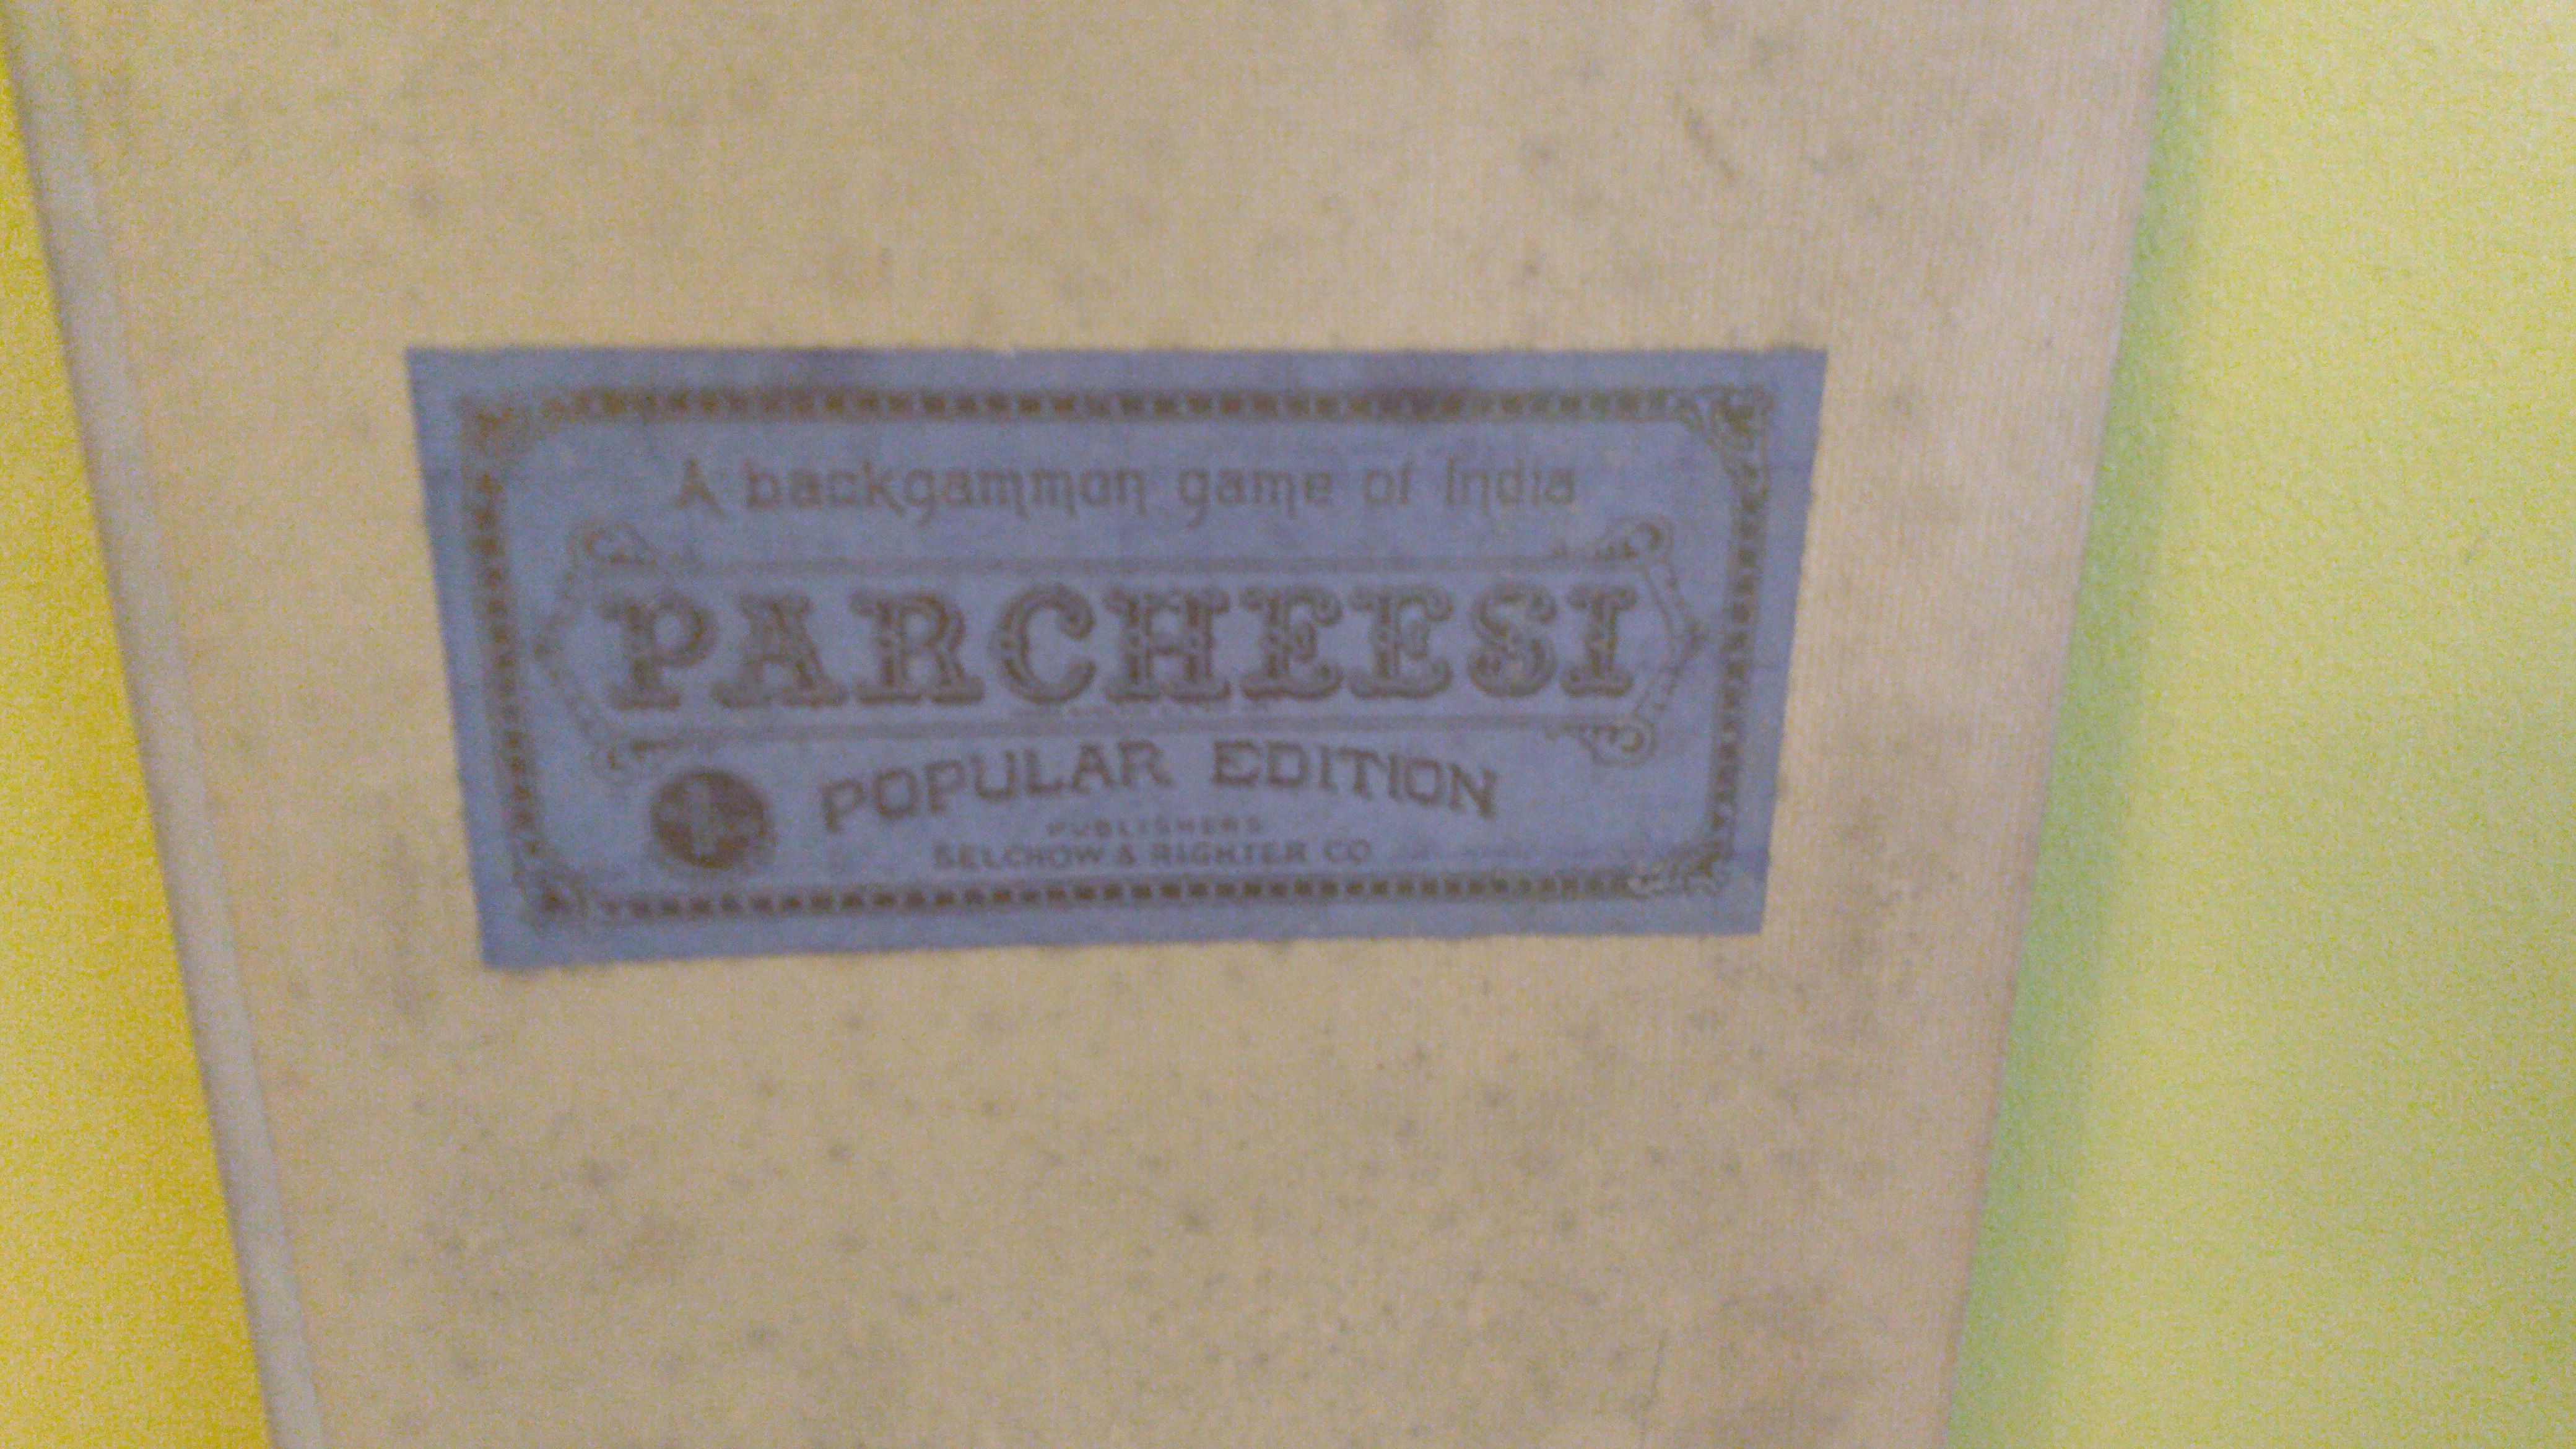 A backgammon game of India
PARCHEESI
POPULAR EDITION
PUBLISHERS
SELCHOW & RIGHTER CO